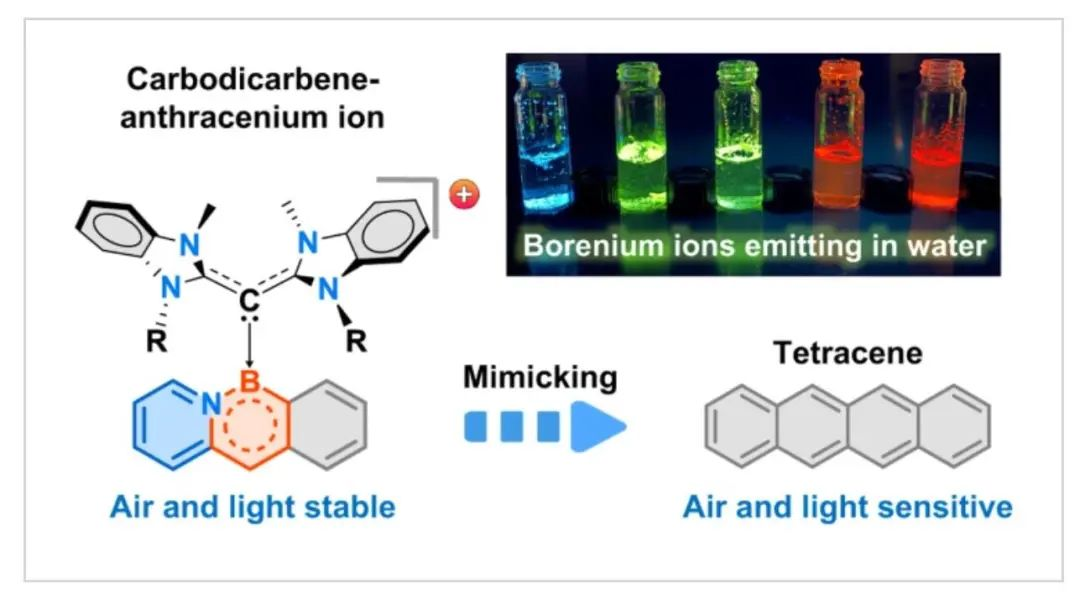 Carbodicarbene-
anthracenium ion
+
Borenium ions emitting in water
N
N
N
N
C
R
R
B
N
Mimicking
Tetracene
Air and light stable
Air and light sensitive